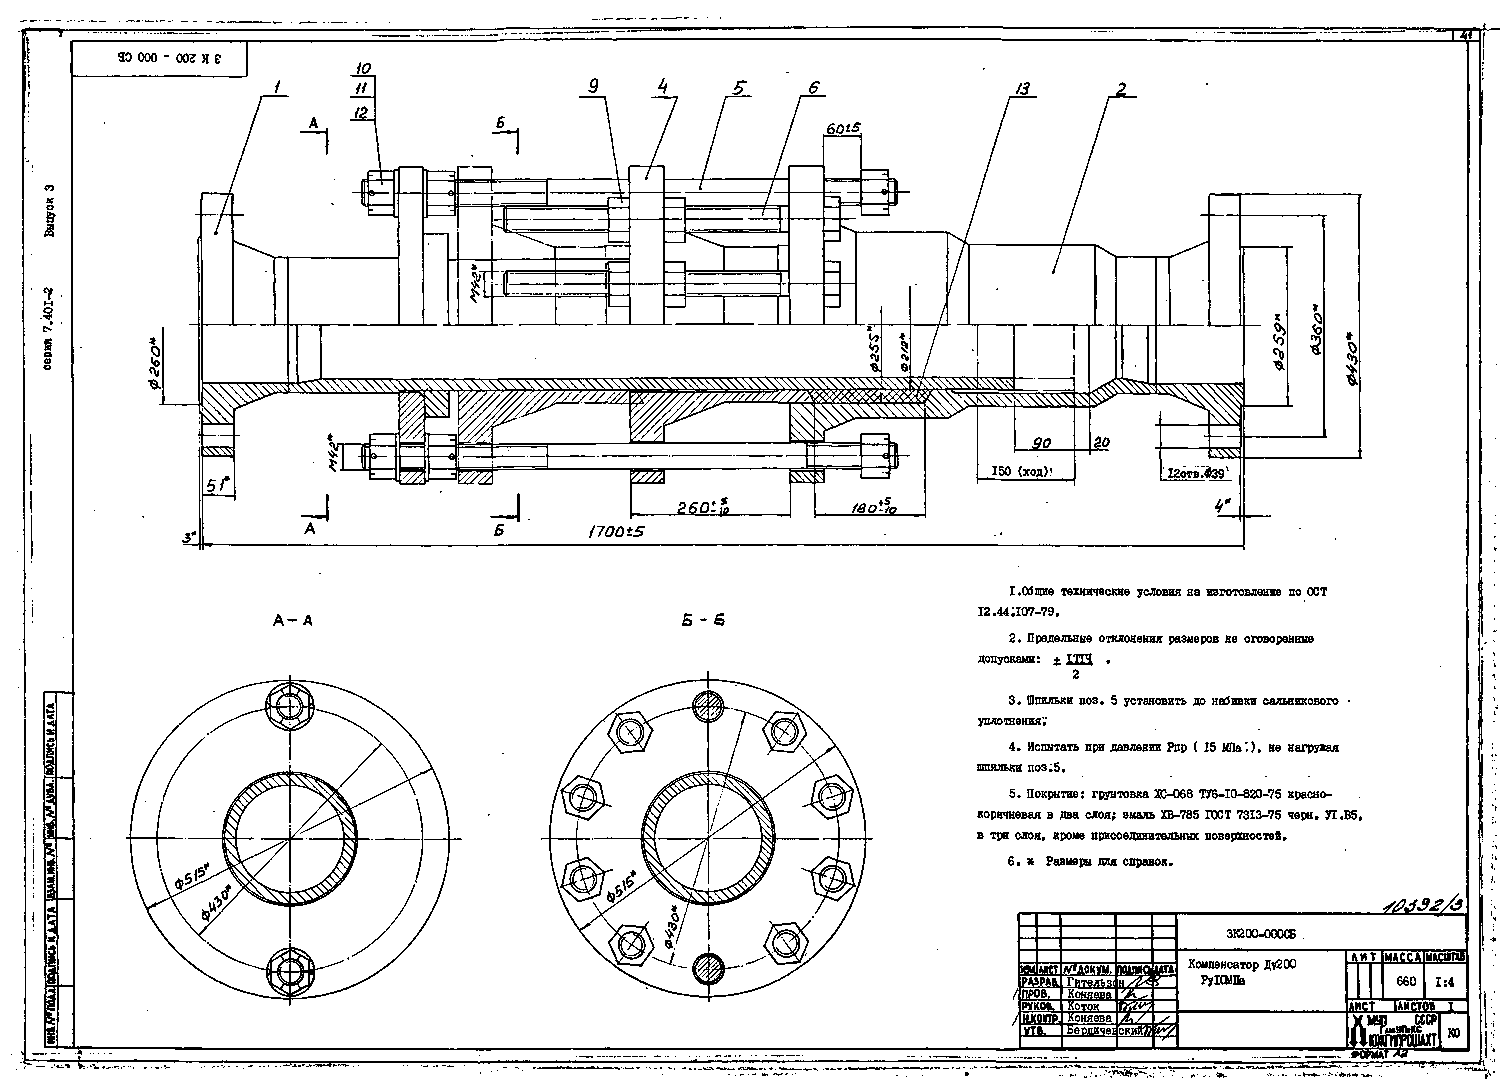 41
3 К 200 - 000 СБ
серия 7.401-2 Выпуск 3
1
10
11
12
9
4
5
6
13
2
А
Б
60±5
М42*
ф260*
ф255*
ф212*
ф259*
ф360*
ф430*
М42*
51*
90
20
150 (ход)
12отв.ф39
260±5/10
180±5/10
4*
А
Б
3*
1700±5
А-А
Б-Б
ф515*
ф430*
ф515*
ф430*
1.Общие технические условия на изготовление по ОСТ
12.44.107-79.
2. Предельные отклонения размеров не оговоренные
допусками: ± IT14 .
2
3. Шпильки поз. 5 установить до набивки сальникового
уплотнения.
4. Испытать при давлении Рпр ( 15 МПа ), не нагружая
шпильки поз.5.
5. Покрытие: грунтовка ХС-068 ТУ6-10-820-75 красно-
коричневая в два слоя; эмаль ХВ-785 ГОСТ 7313-75 черн. У1.В5,
в три слоя, кроме присоединительных поверхностей.
6. * Размеры для справок.
10392/3
3К200-000СБ
Компенсатор Ду200
Ру10МПа
ЛИТ МАССА МАСШТАБ
660 1:4
ЛИСТ ЛИСТОВ 1
ИЗМ ЛИСТ № ДОКУМ. ПОДПИСЬ ДАТА
РАЗРАБ. Гительзон
ПРОВ. Коняева
РУКОВ. Коток
Н.КОНТР. Коняева
УТВ. Бердичевский
МУП СССР
КО
ФОРМАТ А2
ИНВ.№ ПОДЛ. ПОДПИСЬ И ДАТА ВЗАМ.ИНВ.№ ИНВ.№ ДУБЛ. ПОДПИСЬ И ДАТА